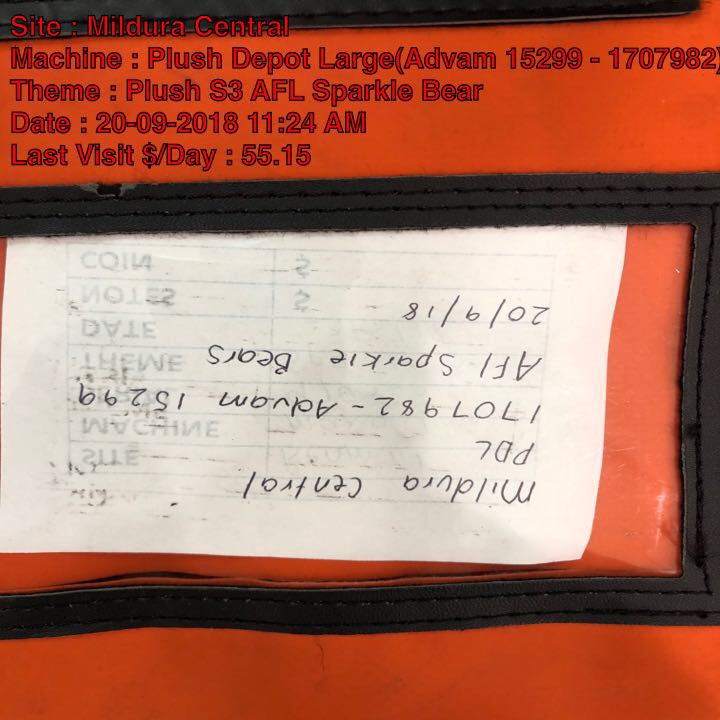 Site : Mildura Central
Machine : Plush Depot Large(Advam 15299 - 1707982)
Theme : Plush S3 AFL Sparkle Bear
Date : 20-09-2018 11:24 AM
Last Visit $/Day : 55.15
Mildura Central
PDL
1707982 - Advam 15299
Afl Sparkle Bears
20/9/18
SITE
MACHINE
THEME
DATE
NOTES $
COIN $